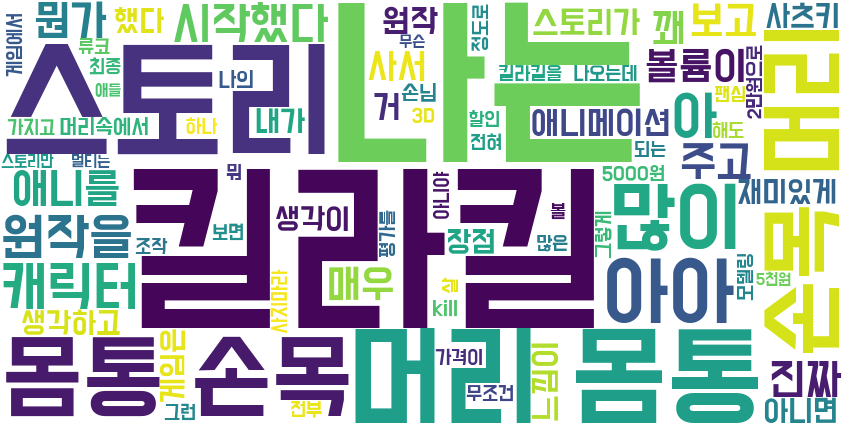 뭔가 했다 시작했다 나는 원작 정도로 스토리가 꽤 보고 사츠키
게임에서 류코 최종 애들 스토리 나의 무슨 사서 손님 3D 킬라킬을 나오는데 볼륨이 2만원으로 머리
가지고 머리속에서 하나 내가 거 할인 전혀 애니메이션 아 팬심 해도
스토리만 멀티는 뭐 되는 주고
애니를 킬라킬 생각이 아니야 볼 5000원 많이 재미있게
원작을 조작 보면 평가들 장점 많은 그렇게 손목
캐릭터 사지마라 매우 살 아아 모델링 5천원
생각하고 kill
몸통 게임은 손목 머리 가격이 느낌이 몸통 진짜
그런 전부 무조건 아니면